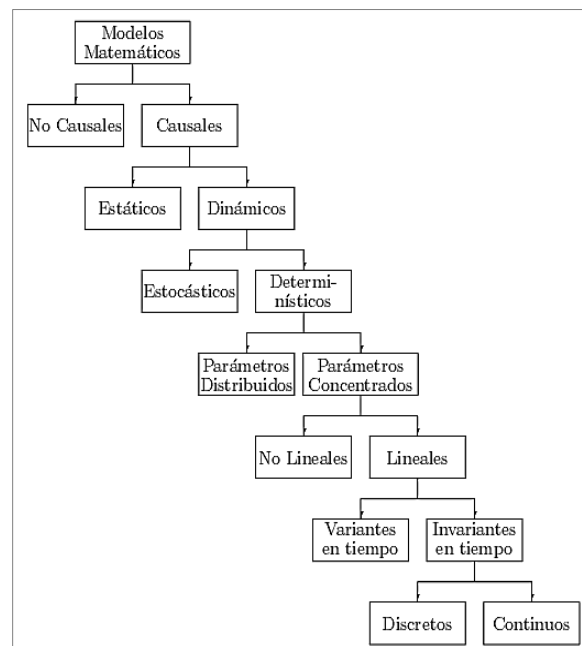 Modelos
Matemáticos
No Causales
Causales
Estáticos
Dinámicos
Estocásticos
Determi-
nísticos
Parámetros
Distribuidos
Parámetros
Concentrados
No Lineales
Lineales
Variantes
en tiempo
Invariantes
en tiempo
Discretos
Continuos